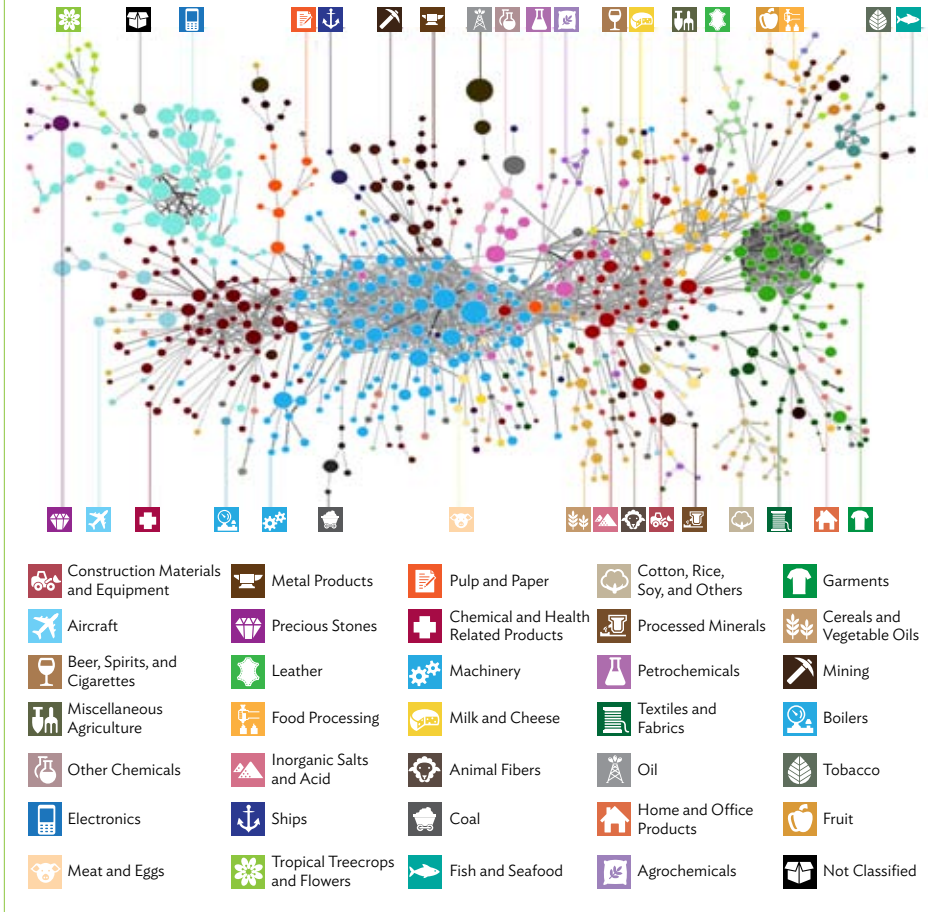 Construction Materials
and Equipment
Metal Products
Pulp and Paper
Cotton, Rice,
Soy, and Others
Garments
Aircraft
Precious Stones
Chemical and Health
Related Products
Processed Minerals
Cereals and
Vegetable Oils
Beer, Spirits, and
Cigarettes
Leather
Machinery
Petrochemicals
Mining
Miscellaneous
Agriculture
Food Processing
Milk and Cheese
Textiles and
Fabrics
Boilers
Other Chemicals
Inorganic Salts
and Acid
Animal Fibers
Oil
Tobacco
Electronics
Ships
Coal
Home and Office
Products
Fruit
Meat and Eggs
Tropical Treecrops
and Flowers
Fish and Seafood
Agrochemicals
Not Classified